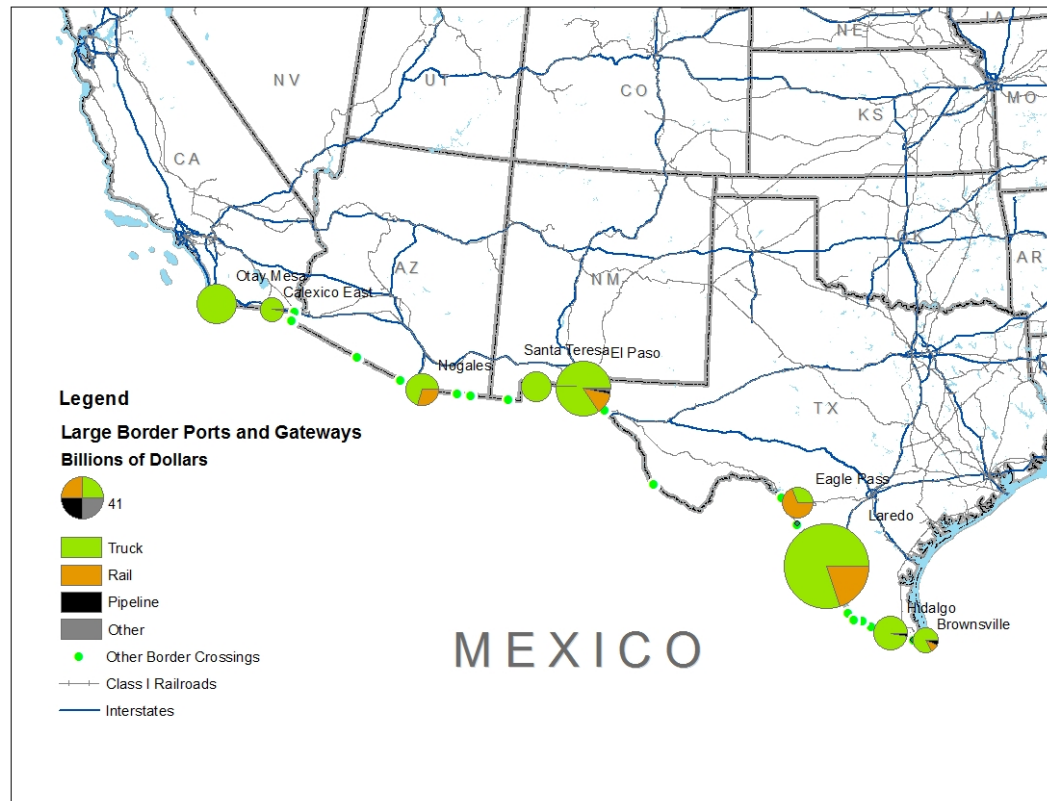 IA
NE
NV
UT
CO
MO
KS
CA
OK
AZ
AR
NM
Otay Mesa
Calexico East
Santa Teresa
El Paso
Nogales
LA
TX
Legend
Large Border Ports and Gateways
Billions of Dollars
41
Truck
Rail
Pipeline
Other
Other Border Crossings
Class I Railroads
Interstates
Eagle Pass
Laredo
Hidalgo
Brownsville
MEXICO